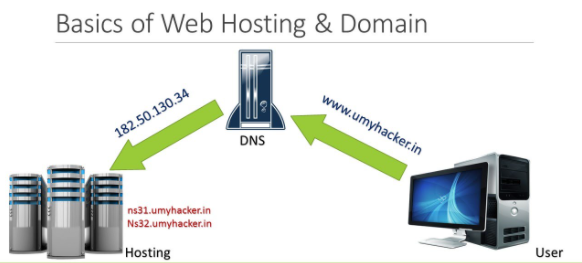 Basics of Web Hosting & Domain
182.50.130.34
www.umyhacker.in
DNS
ns31.umyhacker.in
Ns32.umyhacker.in
Hosting
User